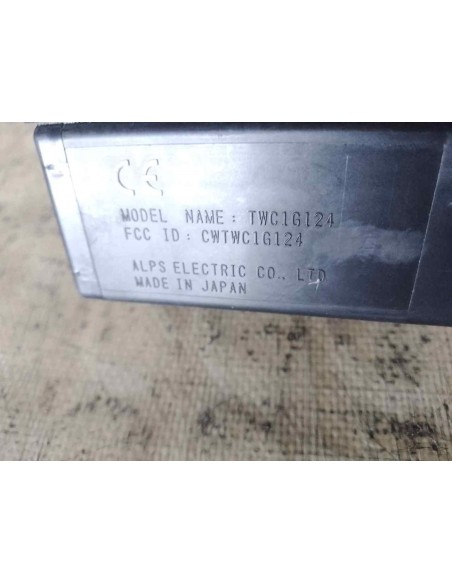 CE
MODEL NAME : TWC1G124
FCC ID : CWTWC1G124
ALPS ELECTRIC CO., LTD
MADE IN JAPAN